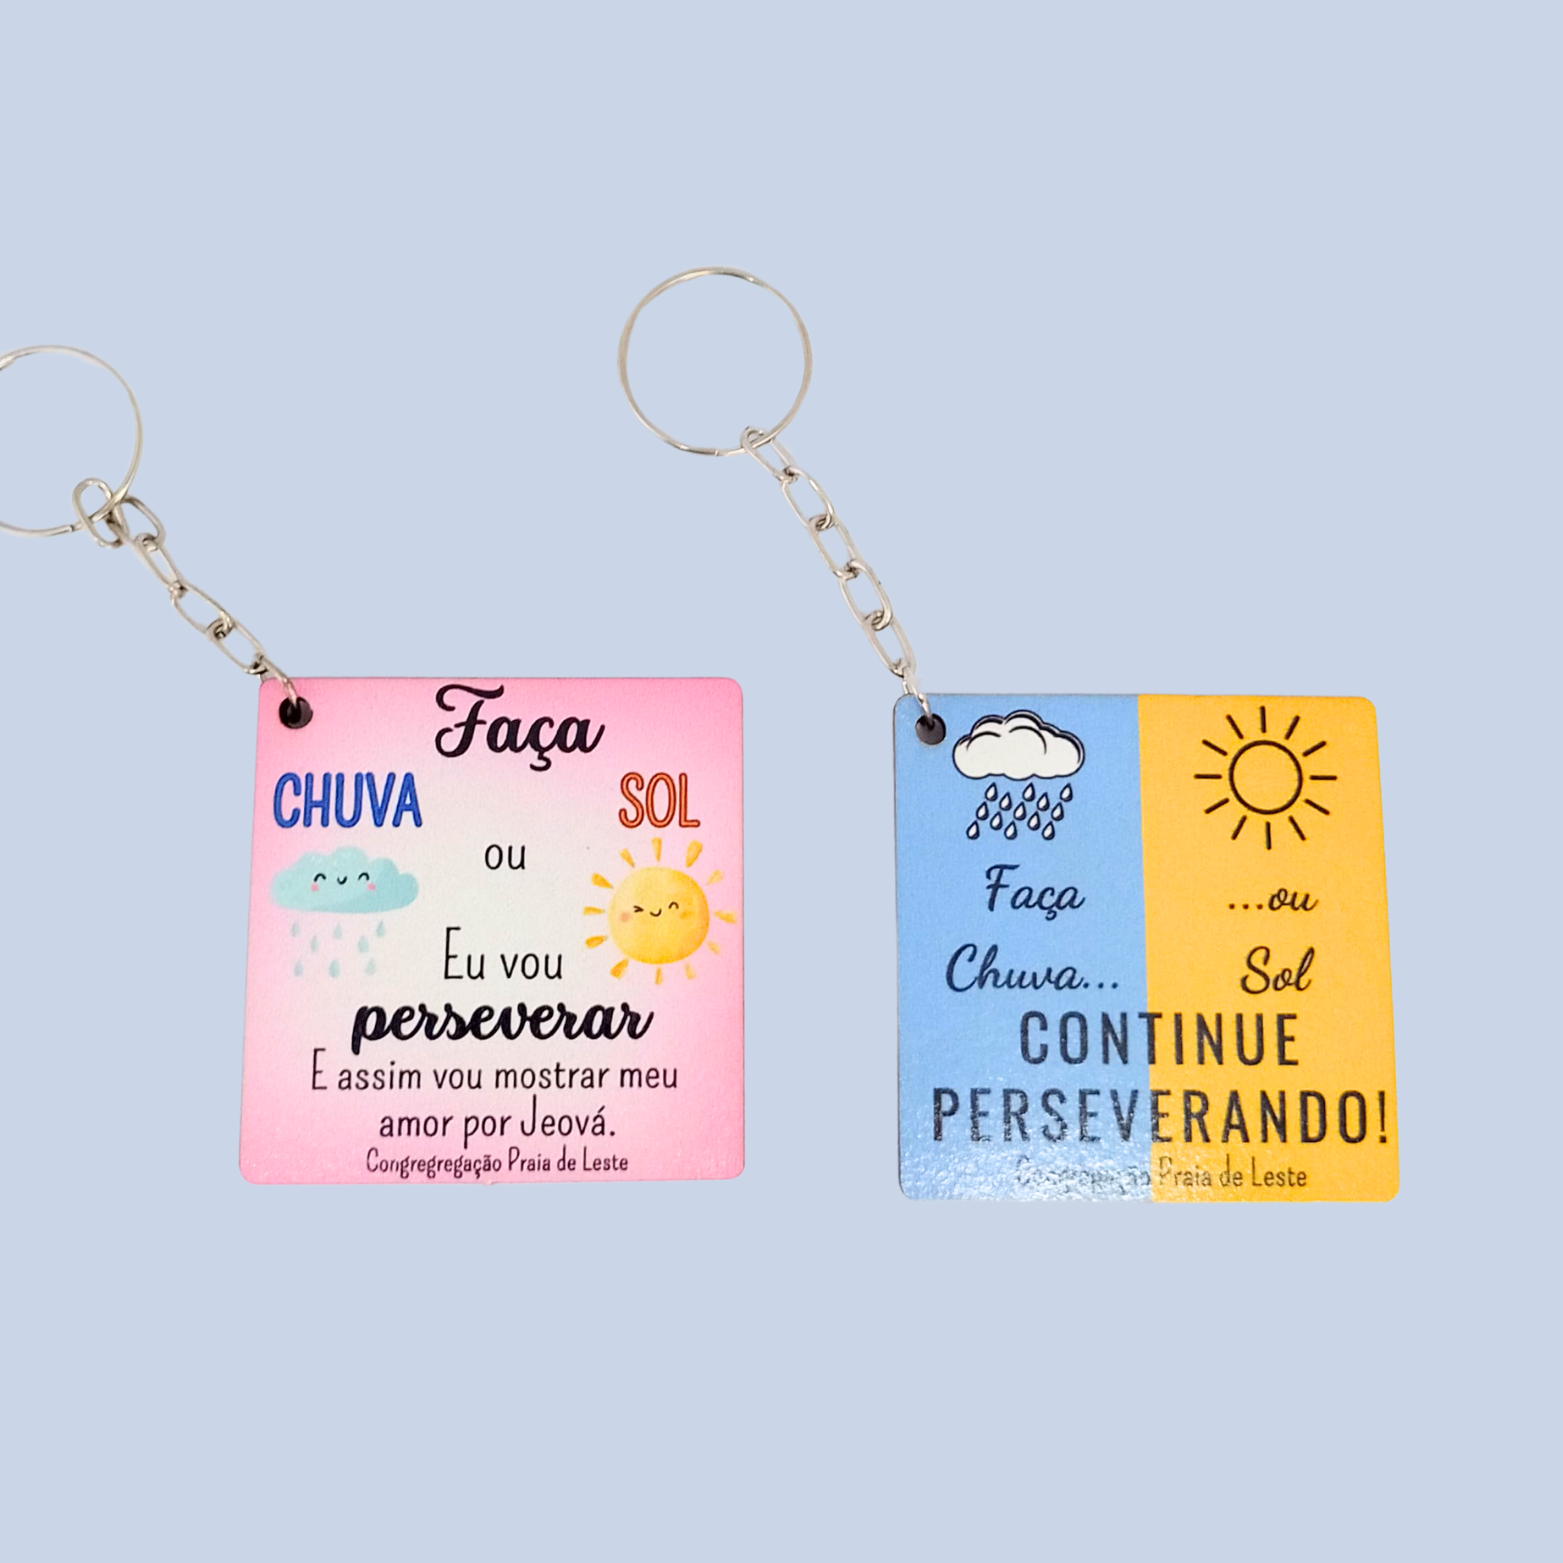 Faça
CHUVA
SOL
ou
Eu vou
perseverar
E assim vou mostrar meu
amor por Jeová.
Congregregação Praia de Leste
Faça
Chuva...
...ou
Sol
CONTINUE
PERSEVERANDO!
Praia de Leste